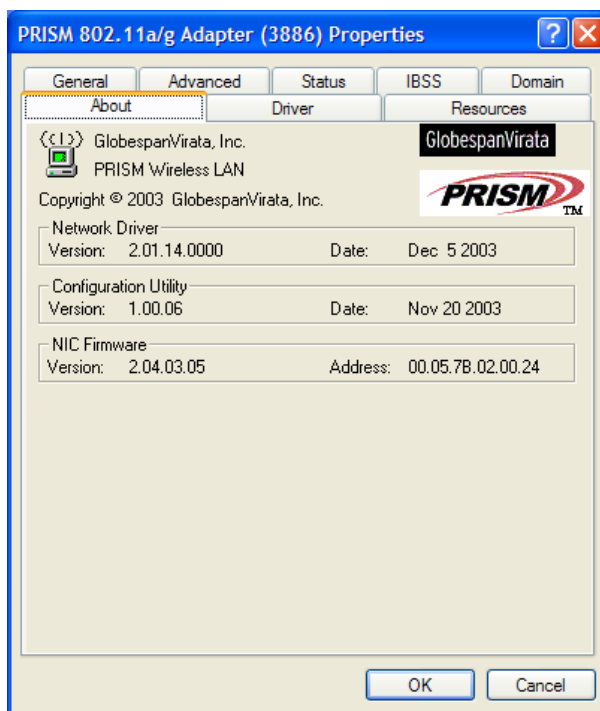 PRISM 802.11a/g Adapter (3886) Properties
General Advanced Status IBSS Domain
About Driver Resources
GlobespanVirata, Inc.
PRISM Wireless LAN
GlobespanVirata
Copyright © 2003 GlobespanVirata, Inc.
PRISM TM
Network Driver
Version: 2.01.14.0000 Date: Dec 5 2003
Configuration Utility
Version: 1.00.06 Date: Nov 20 2003
NIC Firmware
Version: 2.04.03.05 Address: 00.05.7B.02.00.24
OK Cancel